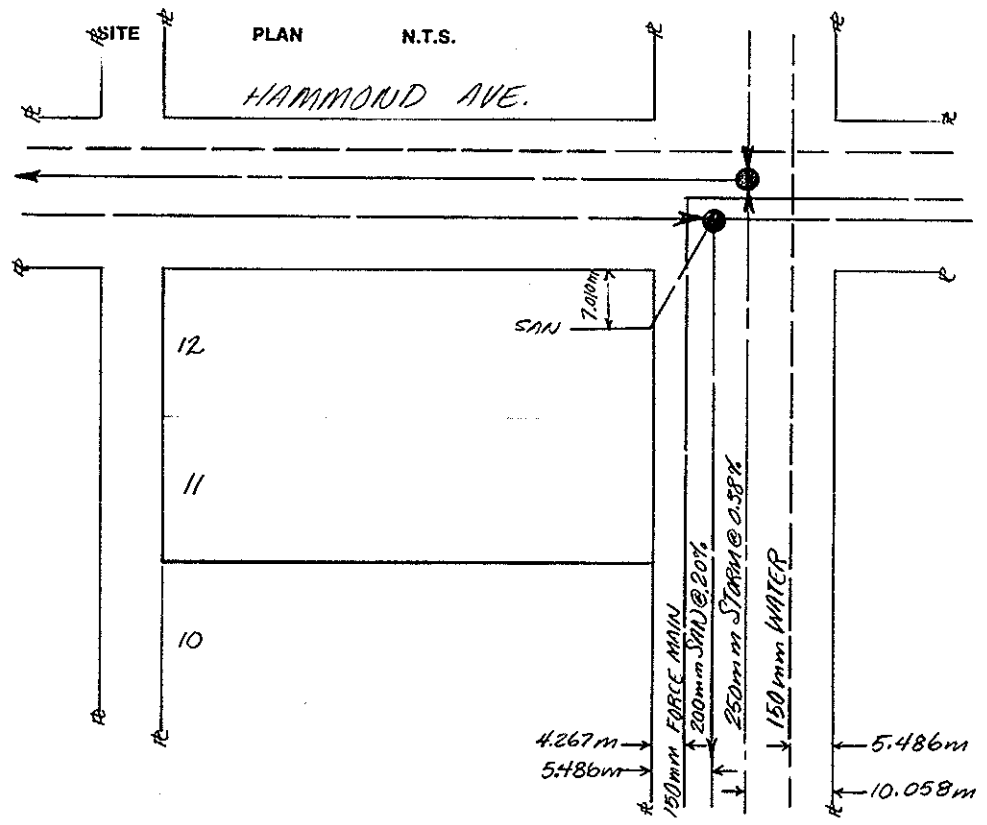 SITE PLAN N.T.S.
HAMMOND AVE.
7.010m
SAN
12
11
10
150mm FORCE MAIN
200mm SAN @ .20%
250mm STORM @ 0.38%
150mm WATER
4.267m
5.486m
5.486m
10.058m